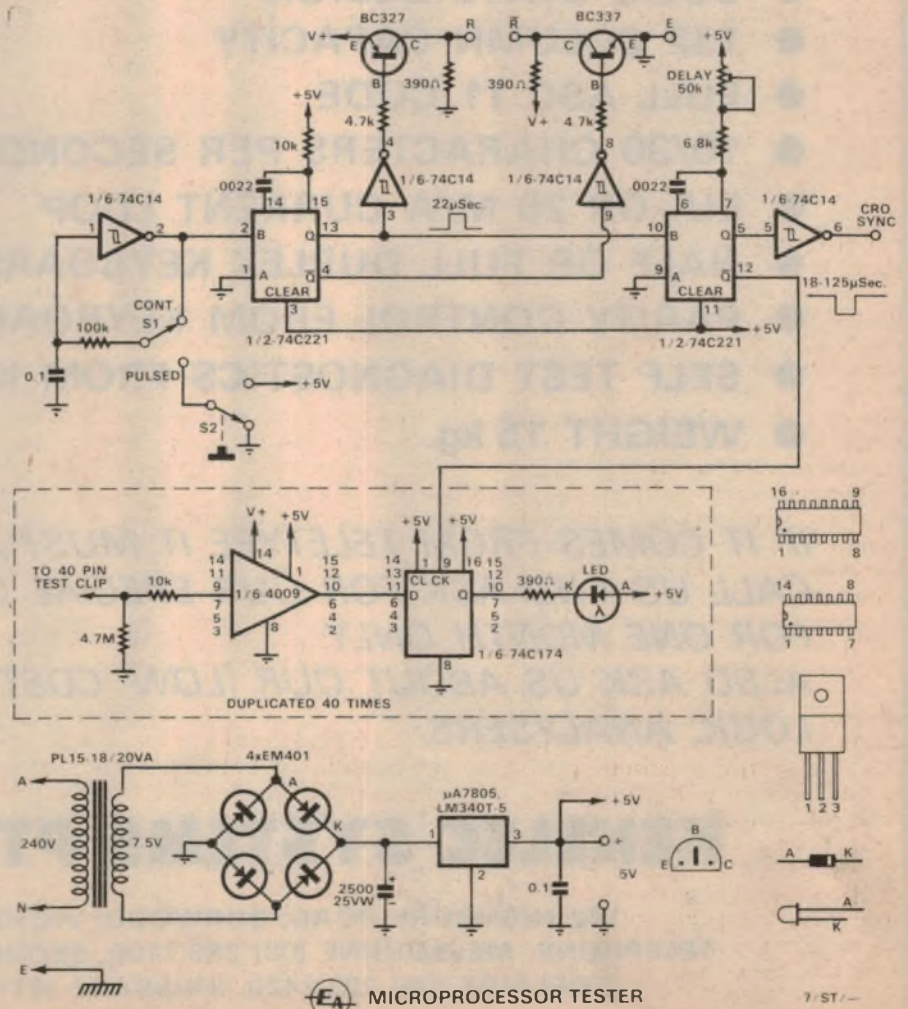 BC327
BC337
V+
E
C
R
R̅
E
C
E
+5V
B
390Ω
390Ω
B
DELAY
50k
+5V
4.7k
V+
4.7k
10k
4
8
6.8k
.0022
1/6-74C14
1/6-74C14
.0022
1/6-74C14
3
22µSec.
9
1/6-74C14
CRO
SYNC
14
15
6
7
1
2
2
B
Q
13
10
B
Q
5
5
6
1
A
Q̅
4
9
A
Q̅
12
CLEAR
CLEAR
18-125µSec.
CONT.
S1
3
11
+5V
100k
1/2-74C221
1/2-74C221
0.1
PULSED
+5V
S2
16
9
1
8
V+
+5V
+5V
+5V
TO 40 PIN
TEST CLIP
10k
14
11
9
7
5
3
14
1
1/6 4009
8
15
12
10
6
4
2
14
13
11
6
4
3
1
9
16
CL
CK
D
Q
15
12
10
7
5
2
390Ω
K
LED
λ
A
+5V
4.7M
8
1/6-74C174
14
8
1
7
DUPLICATED 40 TIMES
PL15-18/20VA
4xEM401
A
K
240V
7.5V
A
N
µA7805,
LM340T-5
1
3
2
+5V
+
5V
2500
25VW
+
0.1
1 2 3
B
E
C
A
K
A
K
E
EA MICROPROCESSOR TESTER
7/ST/—